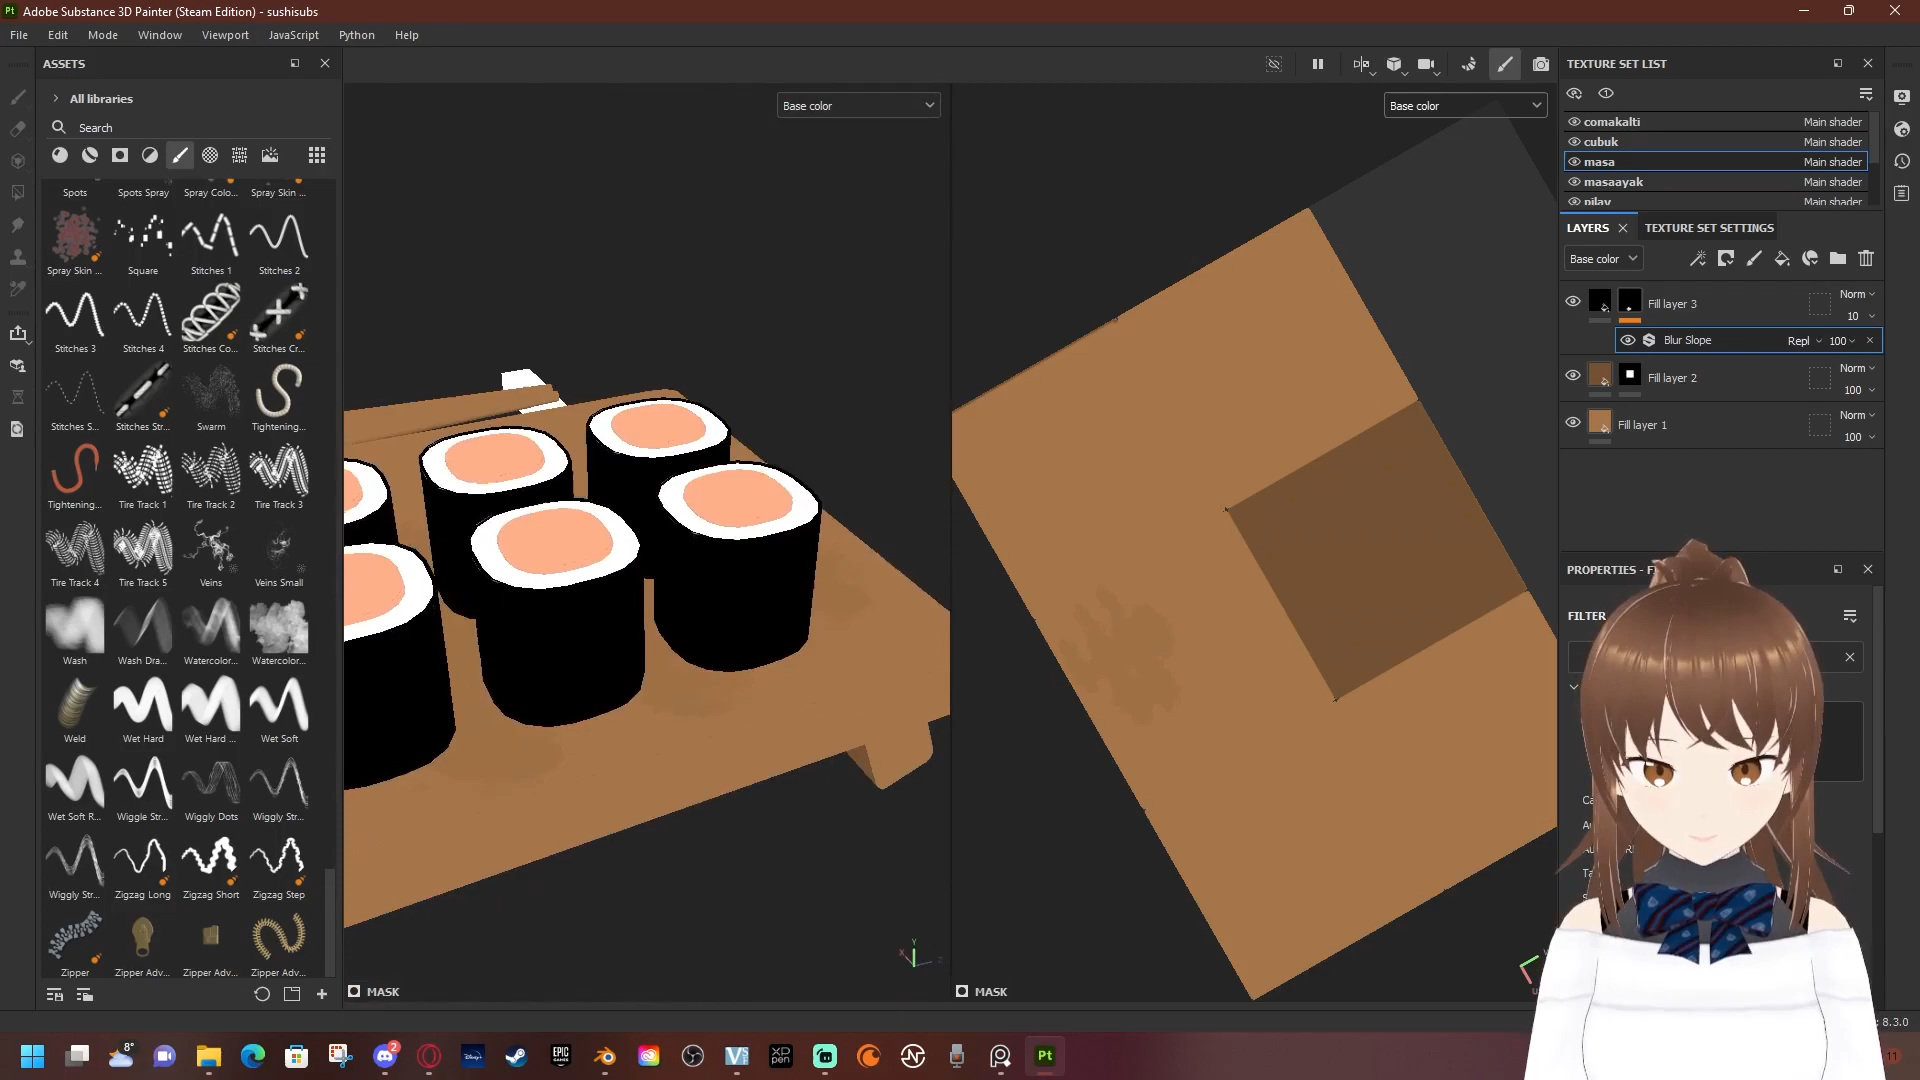 Adobe Substance 3D Painter (Steam Edition) - sushisubs
File Edit Mode Window Viewport JavaScript Python Help
ASSETS
All libraries
Search
Spots Spots Spray Spray Colo... Spray Skin ...
Spray Skin ... Square Stitches 1 Stitches 2
Stitches 3 Stitches 4 Stitches Co... Stitches Cr...
Stitches S... Stitches Str... Swarm Tightening...
Tightening... Tire Track 1 Tire Track 2 Tire Track 3
Tire Track 4 Tire Track 5 Veins Veins Small
Wash Wash Dra... Watercolor... Watercolor...
Weld Wet Hard Wet Hard ... Wet Soft
Wet Soft R... Wiggle Str... Wiggly Dots Wiggly Str...
Wiggly Str... Zigzag Long Zigzag Short Zigzag Step
Zipper Zipper Adv... Zipper Adv... Zipper Adv...
Base color
MASK
Base color
MASK
TEXTURE SET LIST
comakalti Main shader
cubuk Main shader
masa Main shader
masaayak Main shader
pilav Main shader
LAYERS TEXTURE SET SETTINGS
Base color
Fill layer 3 Norm
10
Blur Slope Repl 100
Fill layer 2 Norm
100
Fill layer 1 Norm
100
PROPERTIES - F
FILTER
8.3.0
8°
2
EPIC GAMES
XP PEN
Pt
11